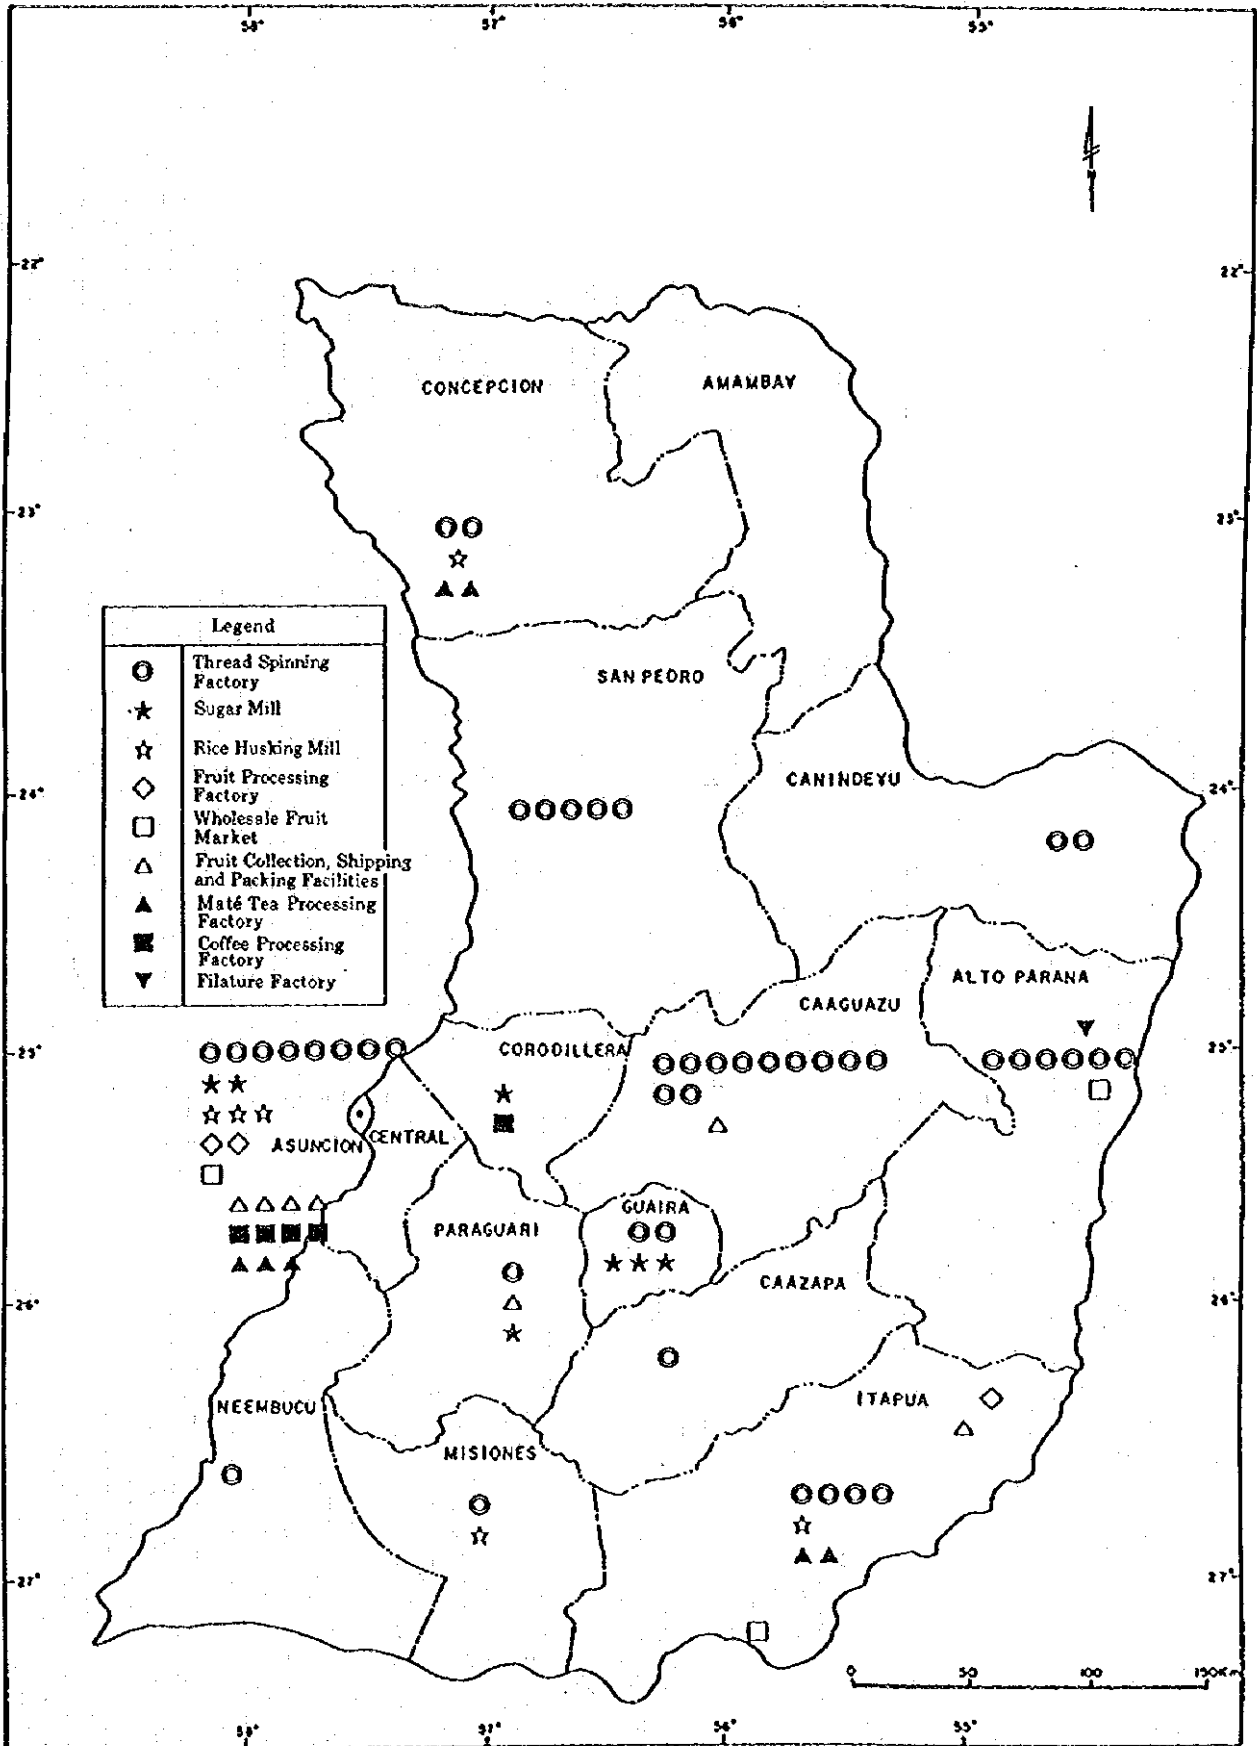 58° 57° 56° 55°
22° 22°
CONCEPCION AMAMBAY
23° 23°
Legend
Thread Spinning
Factory
Sugar Mill
Rice Husking Mill
Fruit Processing
Factory
Wholesale Fruit
Market
Fruit Collection, Shipping
and Packing Facilities
Maté Tea Processing
Factory
Coffee Processing
Factory
Filature Factory
SAN PEDRO
CANINDEYU
24° 24°
ALTO PARANA
CAAGUAZU
25° 25°
CORODILLERA
ASUNCION CENTRAL
GUAIRA
PARAGUARI
CAAZAPA
26° 26°
ITAPUA
NEEMBUCU
MISIONES
27° 27°
0 50 100 150Km
58° 57° 56° 55°